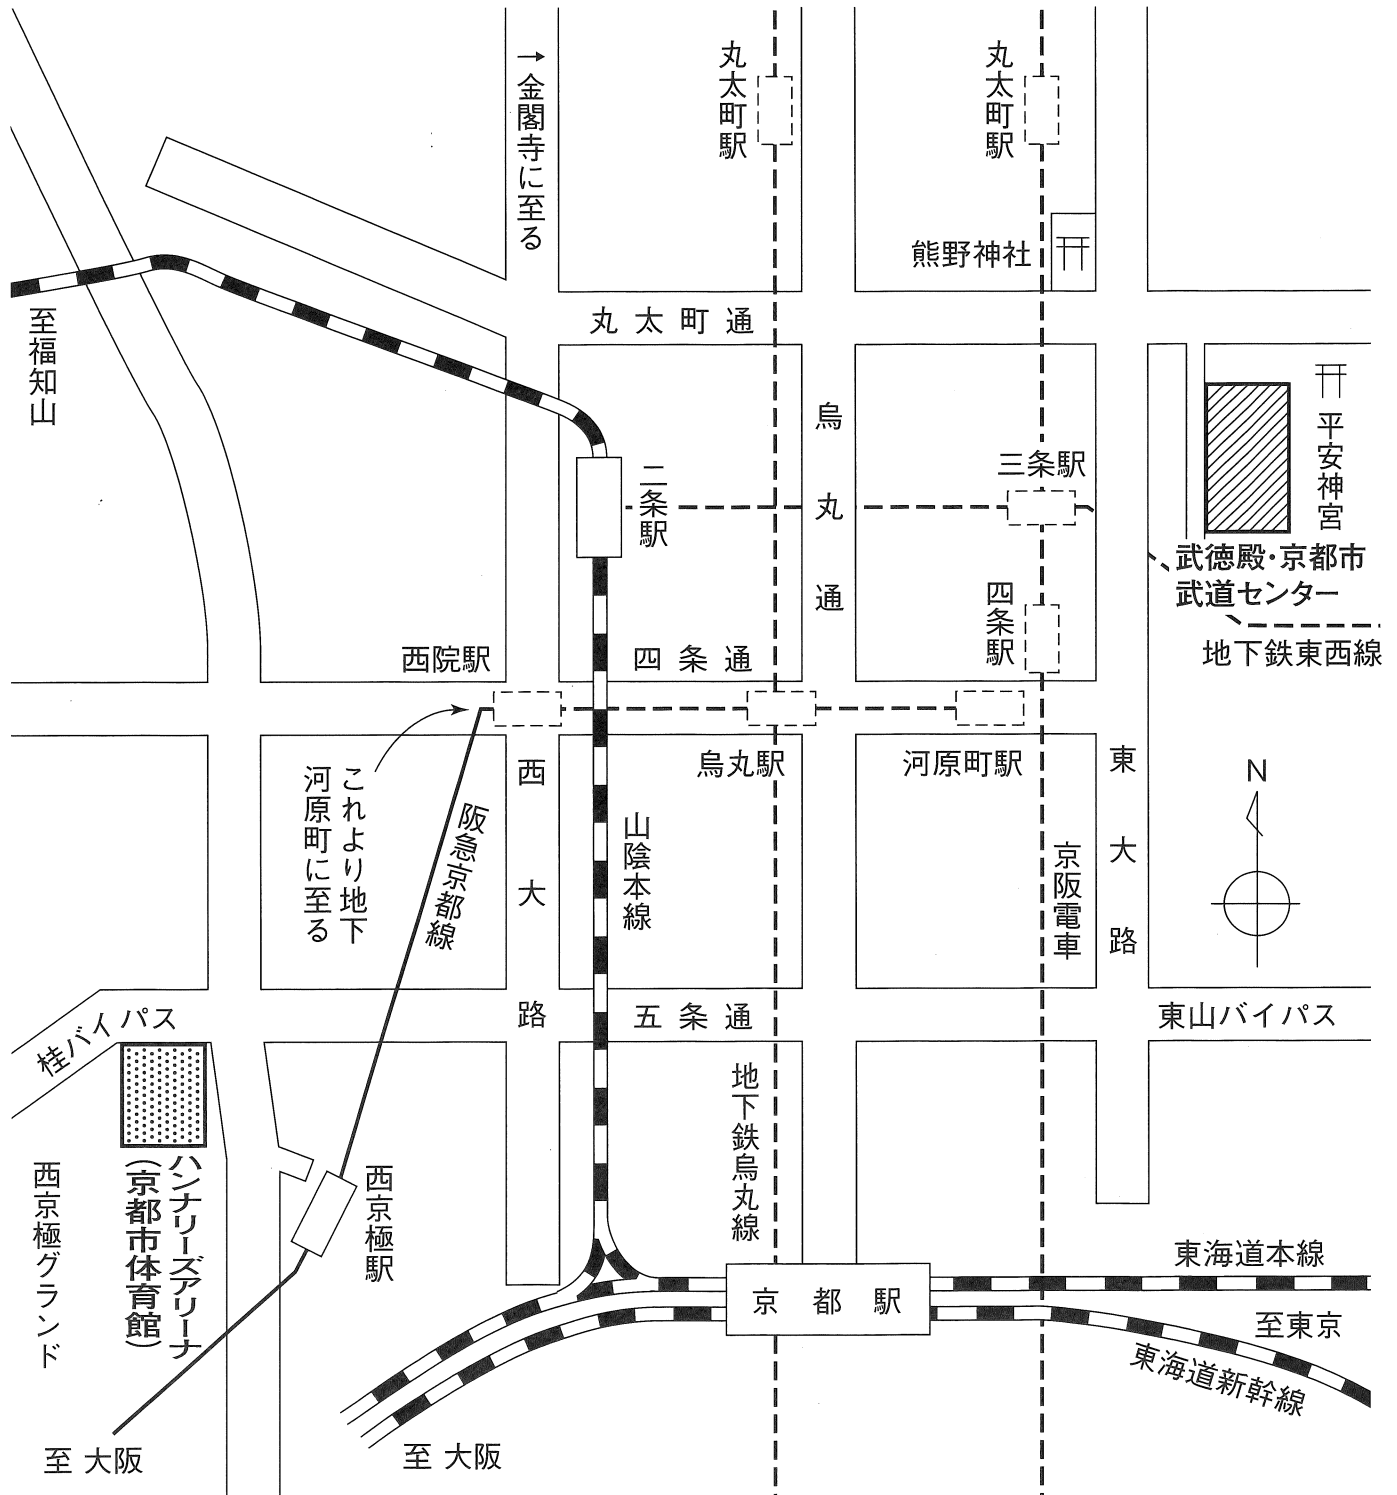 →金閣寺に至る
丸太町駅
丸太町駅
熊野神社
至福知山
丸太町通
烏丸通
平安神宮
二条駅
三条駅
武徳殿・京都市
武道センター
四条駅
地下鉄東西線
西院駅
四条通
烏丸駅
河原町駅
これより地下
河原町に至る
阪急京都線
西大路
山陰本線
京阪電車
東大路
N
桂バイパス
五条通
東山バイパス
地下鉄烏丸線
西京極グランド
ハンナリーズアリーナ
(京都市体育館)
西京極駅
京都駅
東海道本線
至東京
東海道新幹線
至 大阪
至 大阪